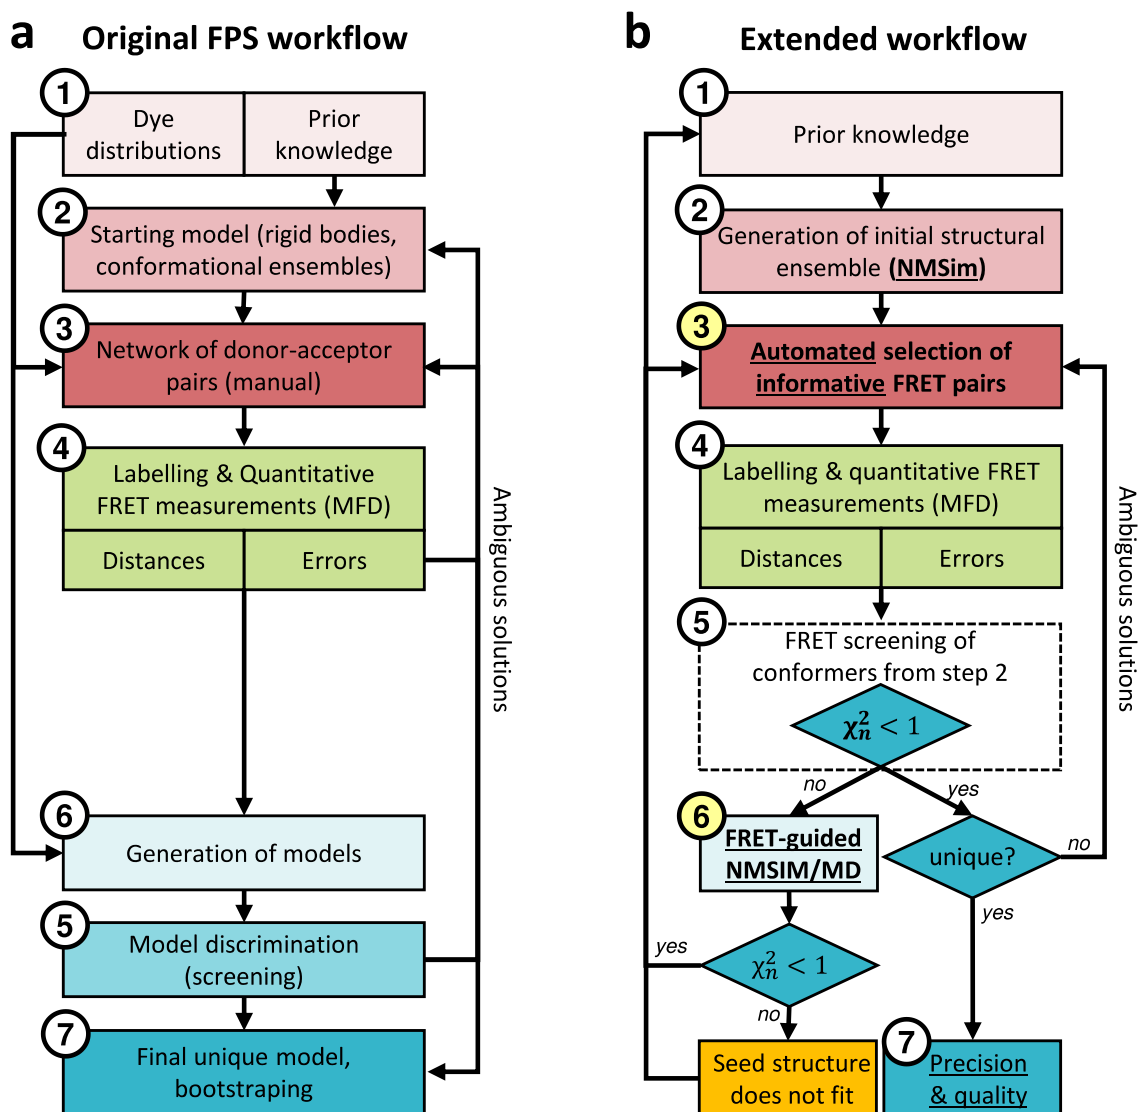 a
Original FPS workflow
1
Dye
distributions
Prior
knowledge
2
Starting model (rigid bodies,
conformational ensembles)
3
Network of donor-acceptor
pairs (manual)
4
Labelling & Quantitative
FRET measurements (MFD)
Distances
Errors
Ambiguous solutions
6
Generation of models
5
Model discrimination
(screening)
7
Final unique model,
bootstraping
b
Extended workflow
1
Prior knowledge
2
Generation of initial structural
ensemble (NMSim)
3
Automated selection of
informative FRET pairs
4
Labelling & quantitative FRET
measurements (MFD)
Distances
Errors
Ambiguous solutions
5
FRET screening of
conformers from step 2
χₙ² < 1
no
yes
6
FRET-guided
NMSIM/MD
unique?
no
yes
yes
χₙ² < 1
no
Seed structure
does not fit
7
Precision
& quality